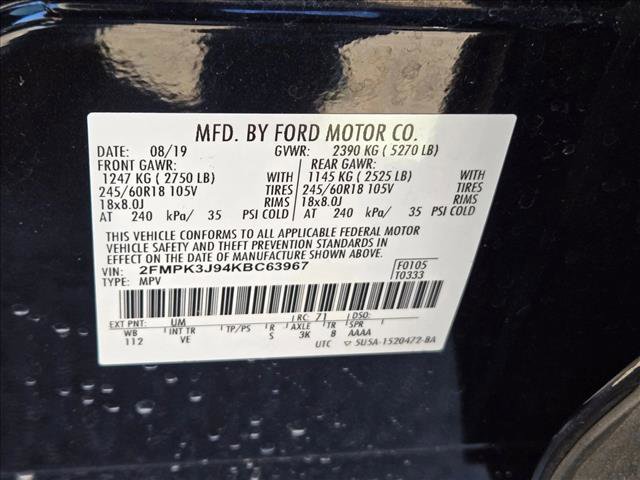 MFD. BY FORD MOTOR CO.
DATE: 08/19 GVWR: 2390 KG ( 5270 LB)
FRONT GAWR: REAR GAWR:
1247 KG ( 2750 LB) WITH 1145 KG ( 2525 LB) WITH
245/60R18 105V TIRES 245/60R18 105V TIRES
18x8.0J RIMS 18x8.0J RIMS
AT 240 kPa/ 35 PSI COLD AT 240 kPa/ 35 PSI COLD
THIS VEHICLE CONFORMS TO ALL APPLICABLE FEDERAL MOTOR
VEHICLE SAFETY AND THEFT PREVENTION STANDARDS IN
EFFECT ON THE DATE OF MANUFACTURE SHOWN ABOVE.
VIN: 2FMPK3J94KBC63967 F0105
TYPE: MPV T0333
EXT PNT: UM RC: 71 DSO:
WB INT TR TP/PS R AXLE TR SPR
112 VE S 3K 8 AAAA
UTC 5U5A-1520472-BA